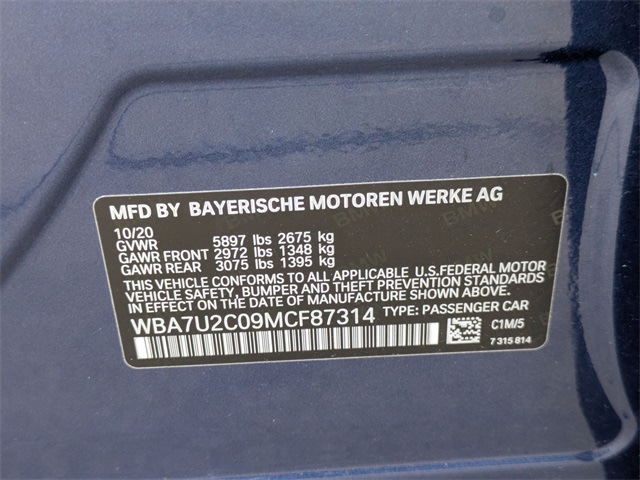 MFD BY BAYERISCHE MOTOREN WERKE AG
10/20
GVWR 5897 lbs 2675 kg
GAWR FRONT 2972 lbs 1348 kg
GAWR REAR 3075 lbs 1395 kg
THIS VEHICLE CONFORMS TO ALL APPLICABLE U.S.FEDERAL MOTOR
VEHICLE SAFETY, BUMPER AND THEFT PREVENTION STANDARDS
IN EFFECT ON THE DATE OF MANUFACTURE SHOWN ABOVE.
WBA7U2C09MCF87314 TYPE: PASSENGER CAR
C1M/5
7 315 814